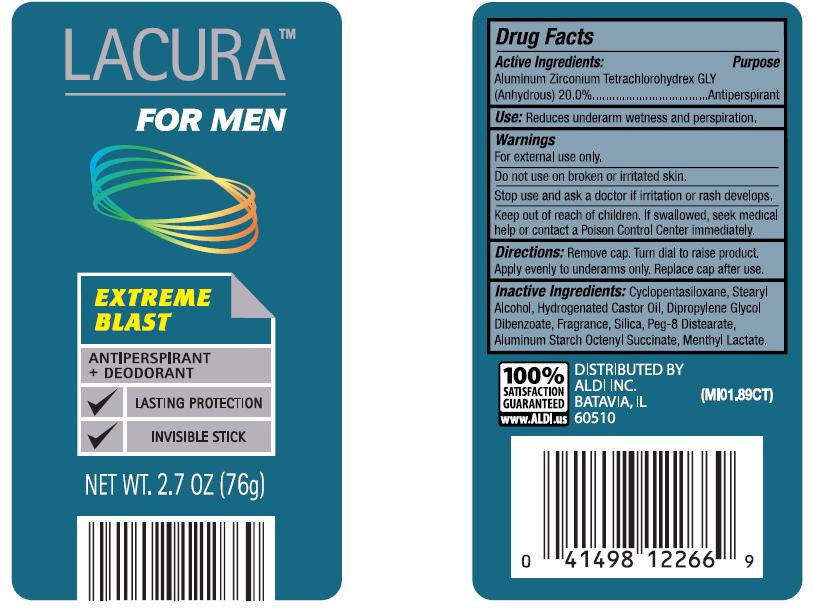 LACURA™
FOR MEN
EXTREME
BLAST
ANTIPERSPIRANT
+ DEODORANT
LASTING PROTECTION
INVISIBLE STICK
NET WT. 2.7 OZ (76g)
Drug Facts
Active Ingredients: Purpose
Aluminum Zirconium Tetrachlorohydrex GLY
(Anhydrous) 20.0%..................................Antiperspirant
Use: Reduces underarm wetness and perspiration.
Warnings
For external use only.
Do not use on broken or irritated skin.
Stop use and ask a doctor if irritation or rash develops.
Keep out of reach of children. If swallowed, seek medical
help or contact a Poison Control Center immediately.
Directions: Remove cap. Turn dial to raise product.
Apply evenly to underarms only. Replace cap after use.
Inactive Ingredients: Cyclopentasiloxane, Stearyl
Alcohol, Hydrogenated Castor Oil, Dipropylene Glycol
Dibenzoate, Fragrance, Silica, Peg-8 Distearate,
Aluminum Starch Octenyl Succinate, Menthyl Lactate.
100%
SATISFACTION
GUARANTEED
www.ALDI.us
DISTRIBUTED BY
ALDI INC.
BATAVIA, IL
60510
(MI01.89CT)
0 41498 12266 9